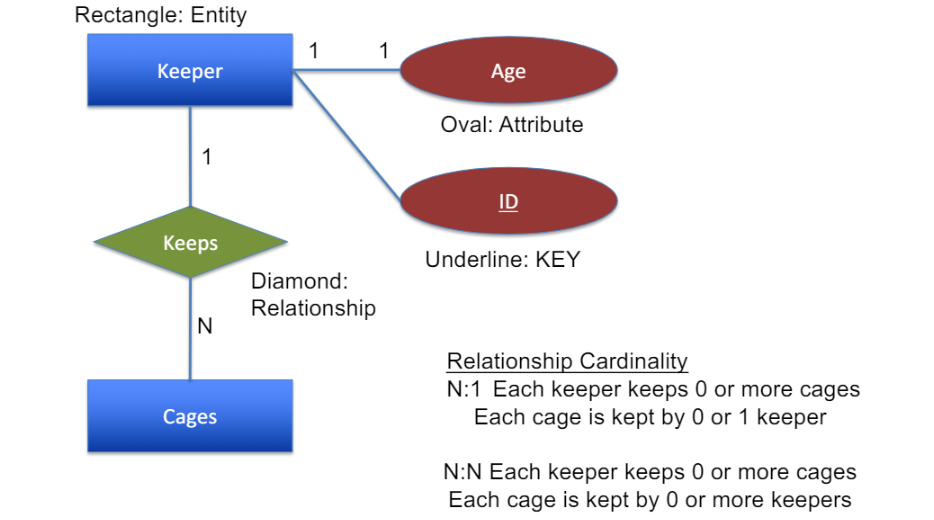 Rectangle: Entity
Keeper
1
1
Age
Oval: Attribute
1
ID
Keeps
Underline: KEY
Diamond:
Relationship
N
Relationship Cardinality
N:1 Each keeper keeps 0 or more cages
Each cage is kept by 0 or 1 keeper
Cages
N:N Each keeper keeps 0 or more cages
Each cage is kept by 0 or more keepers